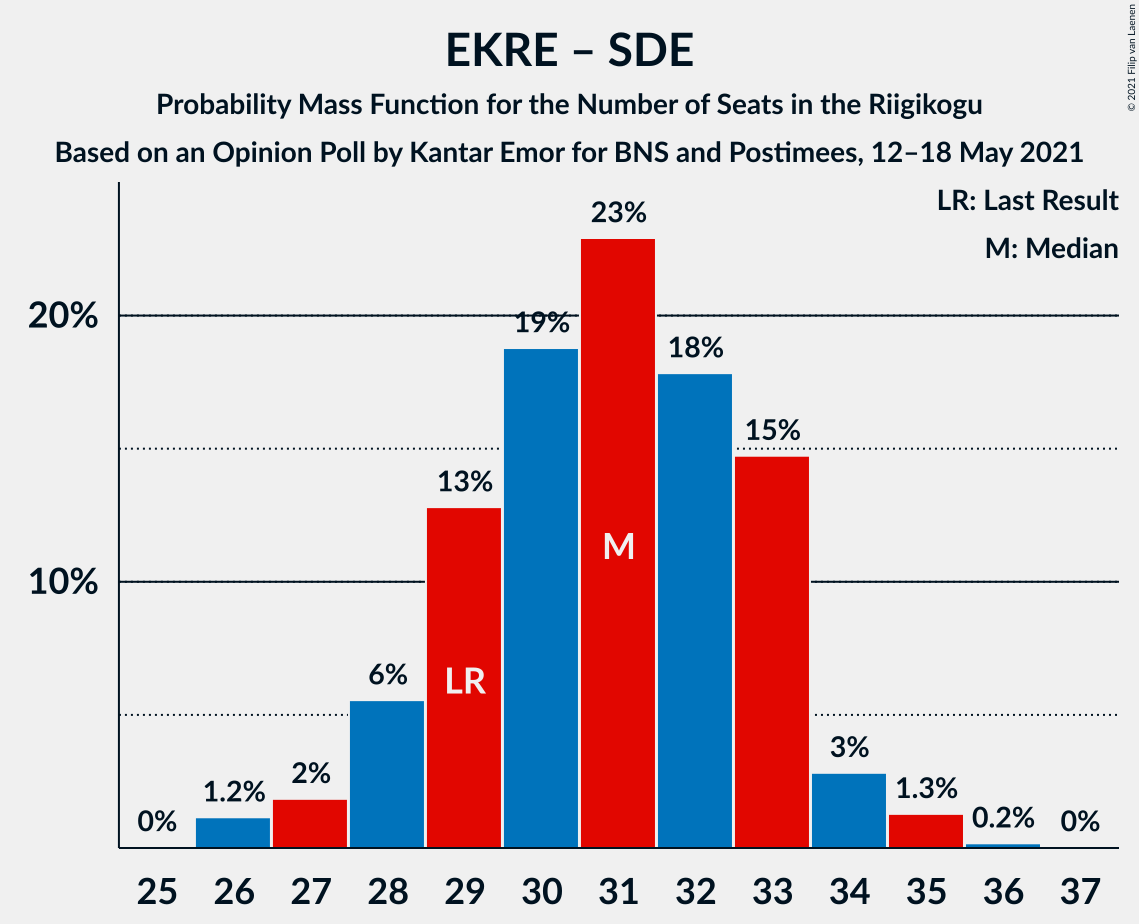 © 2021 Filip van Laenen
EKRE – SDE
Probability Mass Function for the Number of Seats in the Riigikogu
Based on an Opinion Poll by Kantar Emor for BNS and Postimees, 12–18 May 2021
LR: Last Result
M: Median
20%
10%
0%
1.2%
2%
6%
13%
19%
23%
18%
15%
3%
1.3%
0.2%
0%
LR
M
25 26 27 28 29 30 31 32 33 34 35 36 37